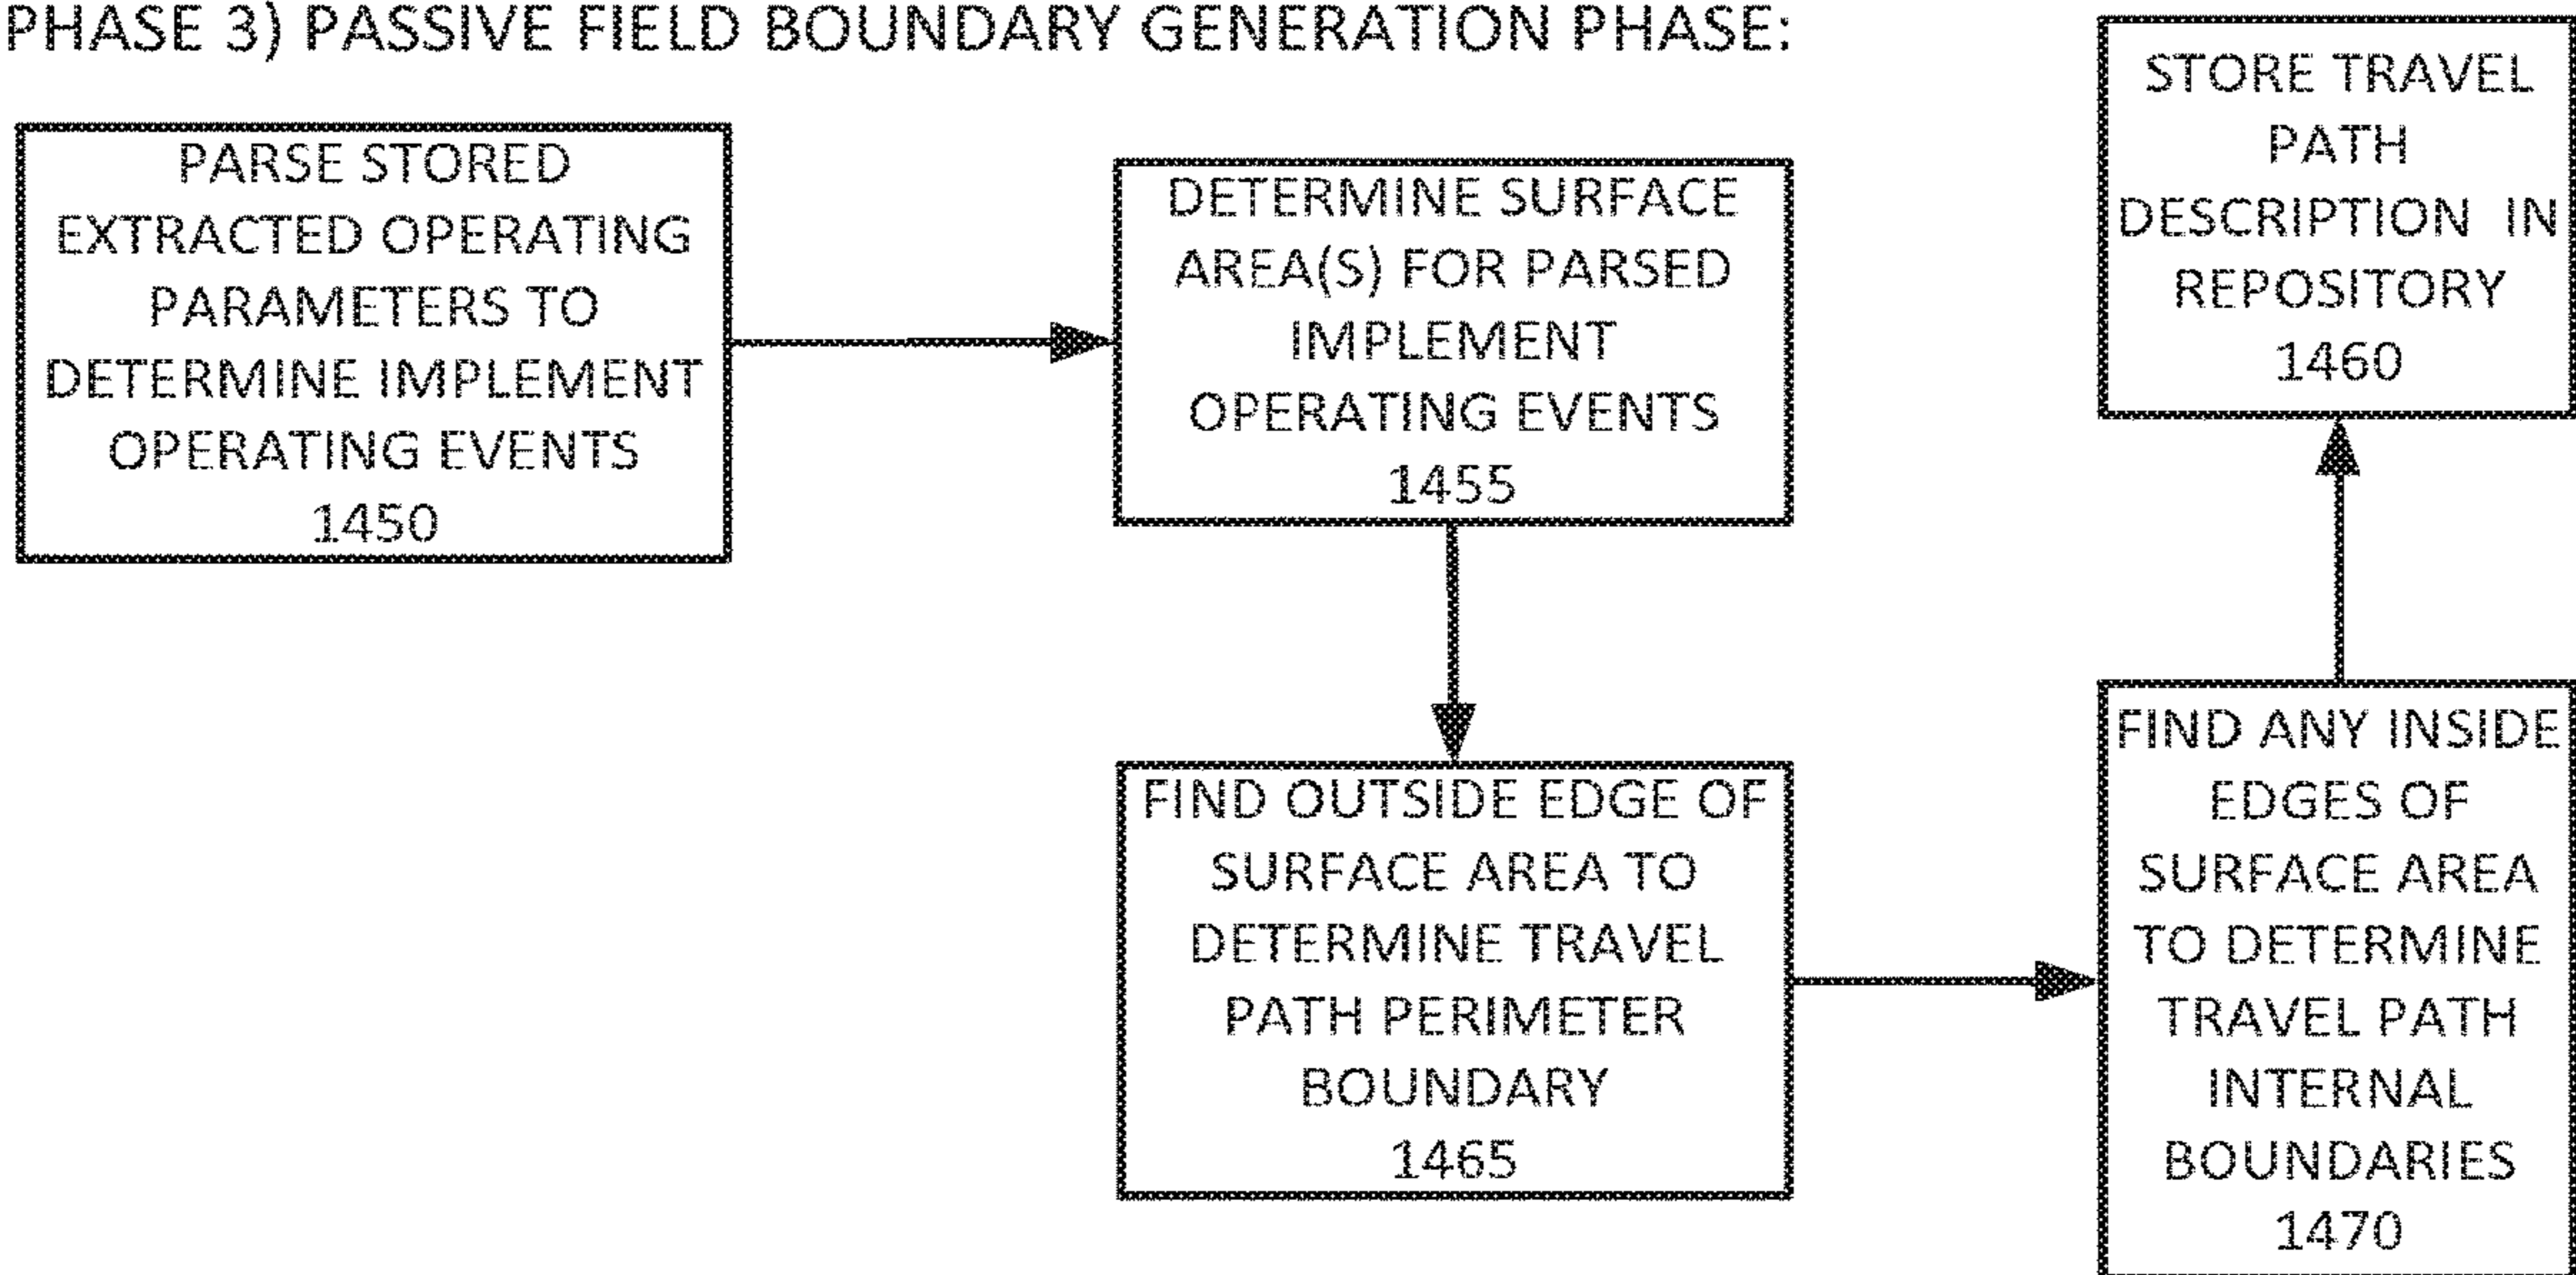 PHASE 3) PASSIVE FIELD BOUNDARY GENERATION PHASE:
PARSE STORED
EXTRACTED OPERATING
PARAMETERS TO
DETERMINE IMPLEMENT
OPERATING EVENTS
1450
DETERMINE SURFACE
AREA(S) FOR PARSED
IMPLEMENT
OPERATING EVENTS
1455
FIND OUTSIDE EDGE OF
SURFACE AREA TO
DETERMINE TRAVEL
PATH PERIMETER
BOUNDARY
1465
FIND ANY INSIDE
EDGES OF
SURFACE AREA
TO DETERMINE
TRAVEL PATH
INTERNAL
BOUNDARIES
1470
STORE TRAVEL
PATH
DESCRIPTION IN
REPOSITORY
1460